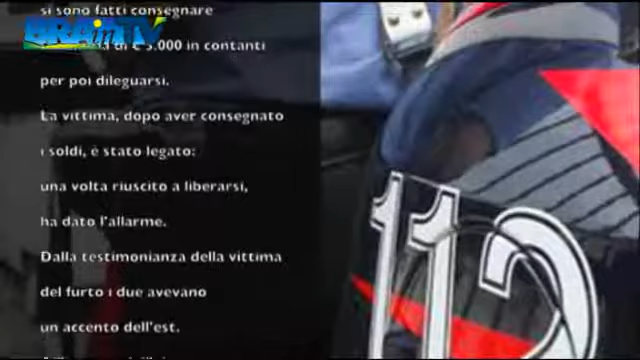 si sono fatti consegnare
BRAinTV
di € 5.000 in contanti
per poi dileguarsi.
La vittima, dopo aver consegnato
i soldi, è stato legato:
una volta riuscito a liberarsi,
ha dato l'allarme.
Dalla testimonianza della vittima
del furto i due avevano
un accento dell'est.
112